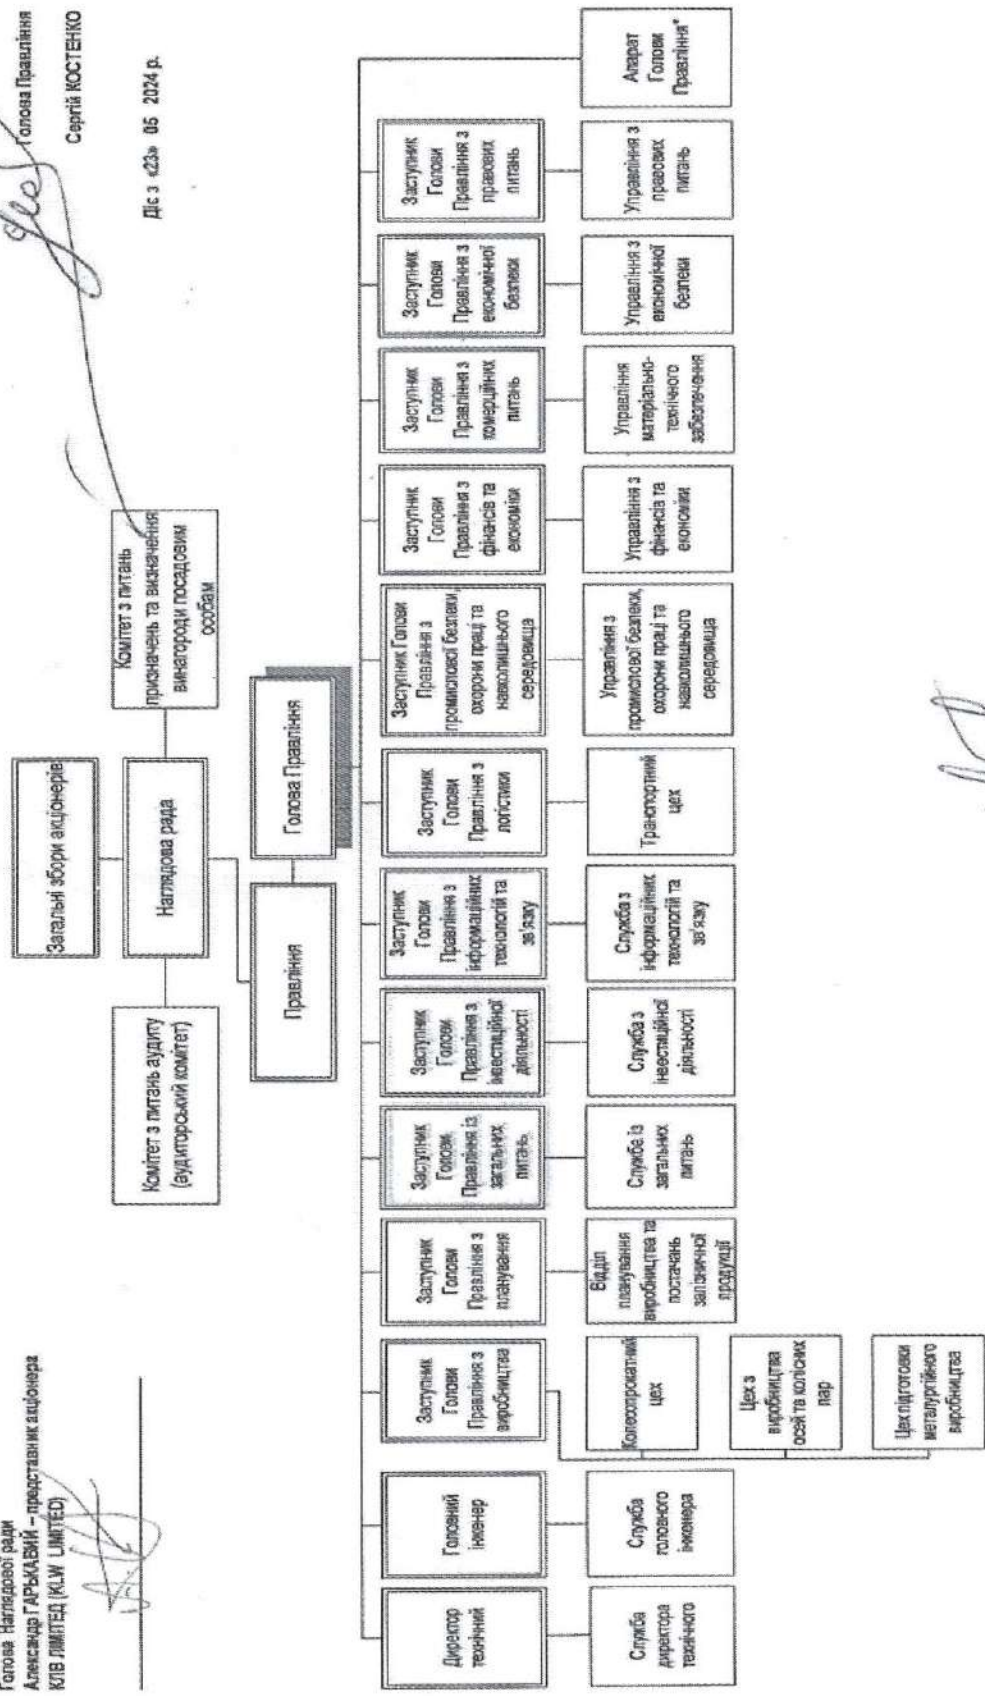 Голова Наглядової ради
Александр ГАРЬКАВИЙ – представник акціонера
КЛВ ЛІМІТЕД (KLW LIMITED)
Голова Правління
Сергій КОСТЕНКО
Діє з «23» 05 2024 р.
Загальні збори акціонерів
Комітет з питань аудиту
(аудиторський комітет)
Наглядова рада
Комітет з питань
призначень та визначення
винагороди посадовим
особам
Правління
Голова Правління
Директор
технічний
Головний
інженер
Заступник
Голови
Правління з
виробництва
Заступник
Голови
Правління з
планування
Заступник
Голови
Правління із
загальних
питань
Заступник
Голови
Правління з
інвестиційної
діяльності
Заступник
Голови
Правління з
інформаційних
технологій та
зв'язку
Заступник
Голови
Правління з
логістики
Заступник Голови
Правління з
промислової безпеки,
охорони праці та
навколишнього
середовища
Заступник
Голови
Правління з
фінансів та
економіки
Заступник
Голови
Правління з
комерційних
питань
Заступник
Голови
Правління з
економічної
безпеки
Заступник
Голови
Правління з
правових
питань
Апарат
Голови
Правління*
Служба
директора
технічного
Служба
головного
інженера
Колесопрокатний
цех
Цех з
виробництва
осей та колісних
пар
Цех підготовки
металургійного
виробництва
Відділ
планування
виробництва та
постачань
залізничної
продукції
Служба із
загальних
питань
Служба з
інвестиційної
діяльності
Служба з
інформаційних
технологій та
зв'язку
Транспортний
цех
Управління з
промислової безпеки,
охорони праці та
навколишнього
середовища
Управління з
фінансів та
економіки
Управління
матеріально-
технічного
забезпечення
Управління з
економічної
безпеки
Управління з
правових
питань